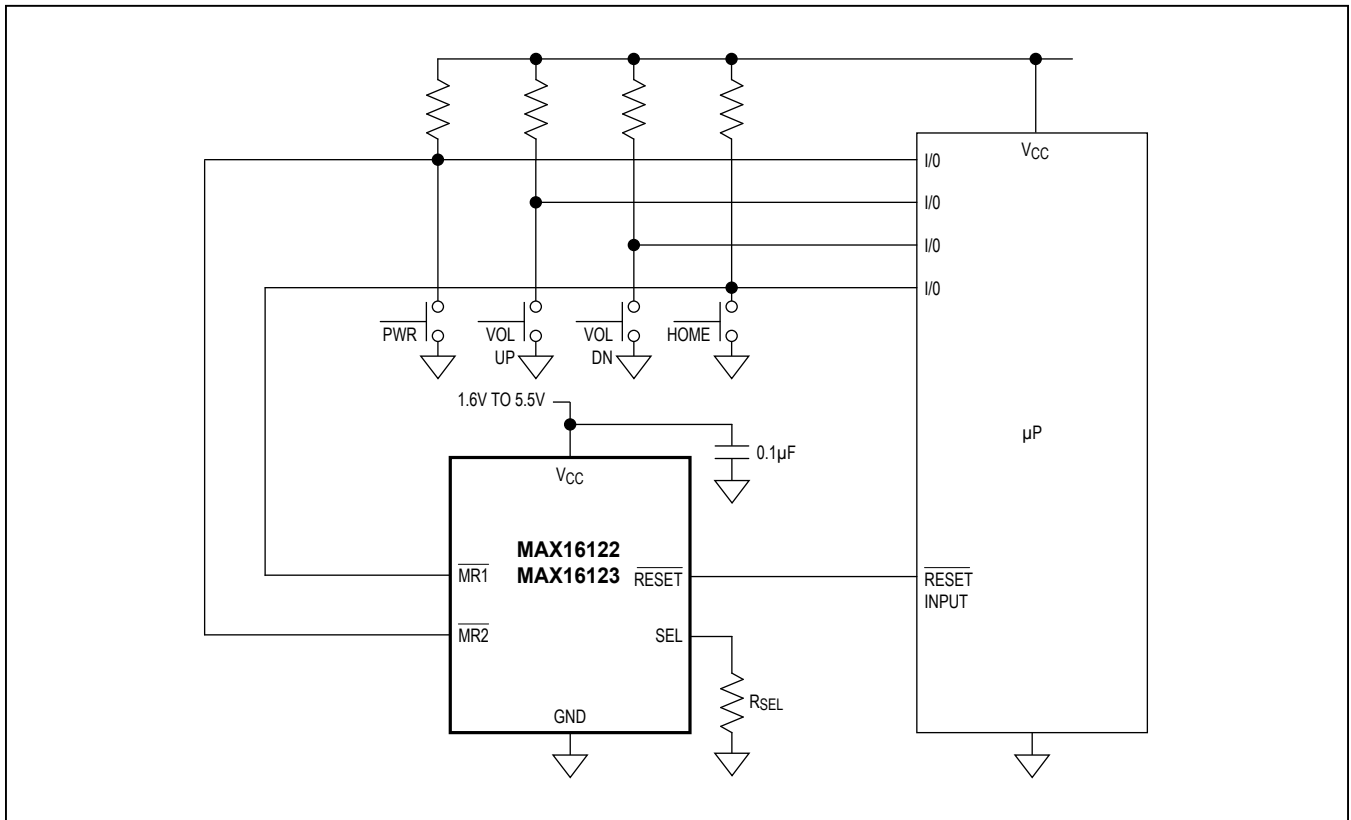 VCC
I/0
I/0
I/0
I/0
PWR
VOL
UP
VOL
DN
HOME
1.6V TO 5.5V
0.1µF
µP
VCC
MAX16122
MAX16123
MR1
RESET
RESET
INPUT
MR2
SEL
RSEL
GND